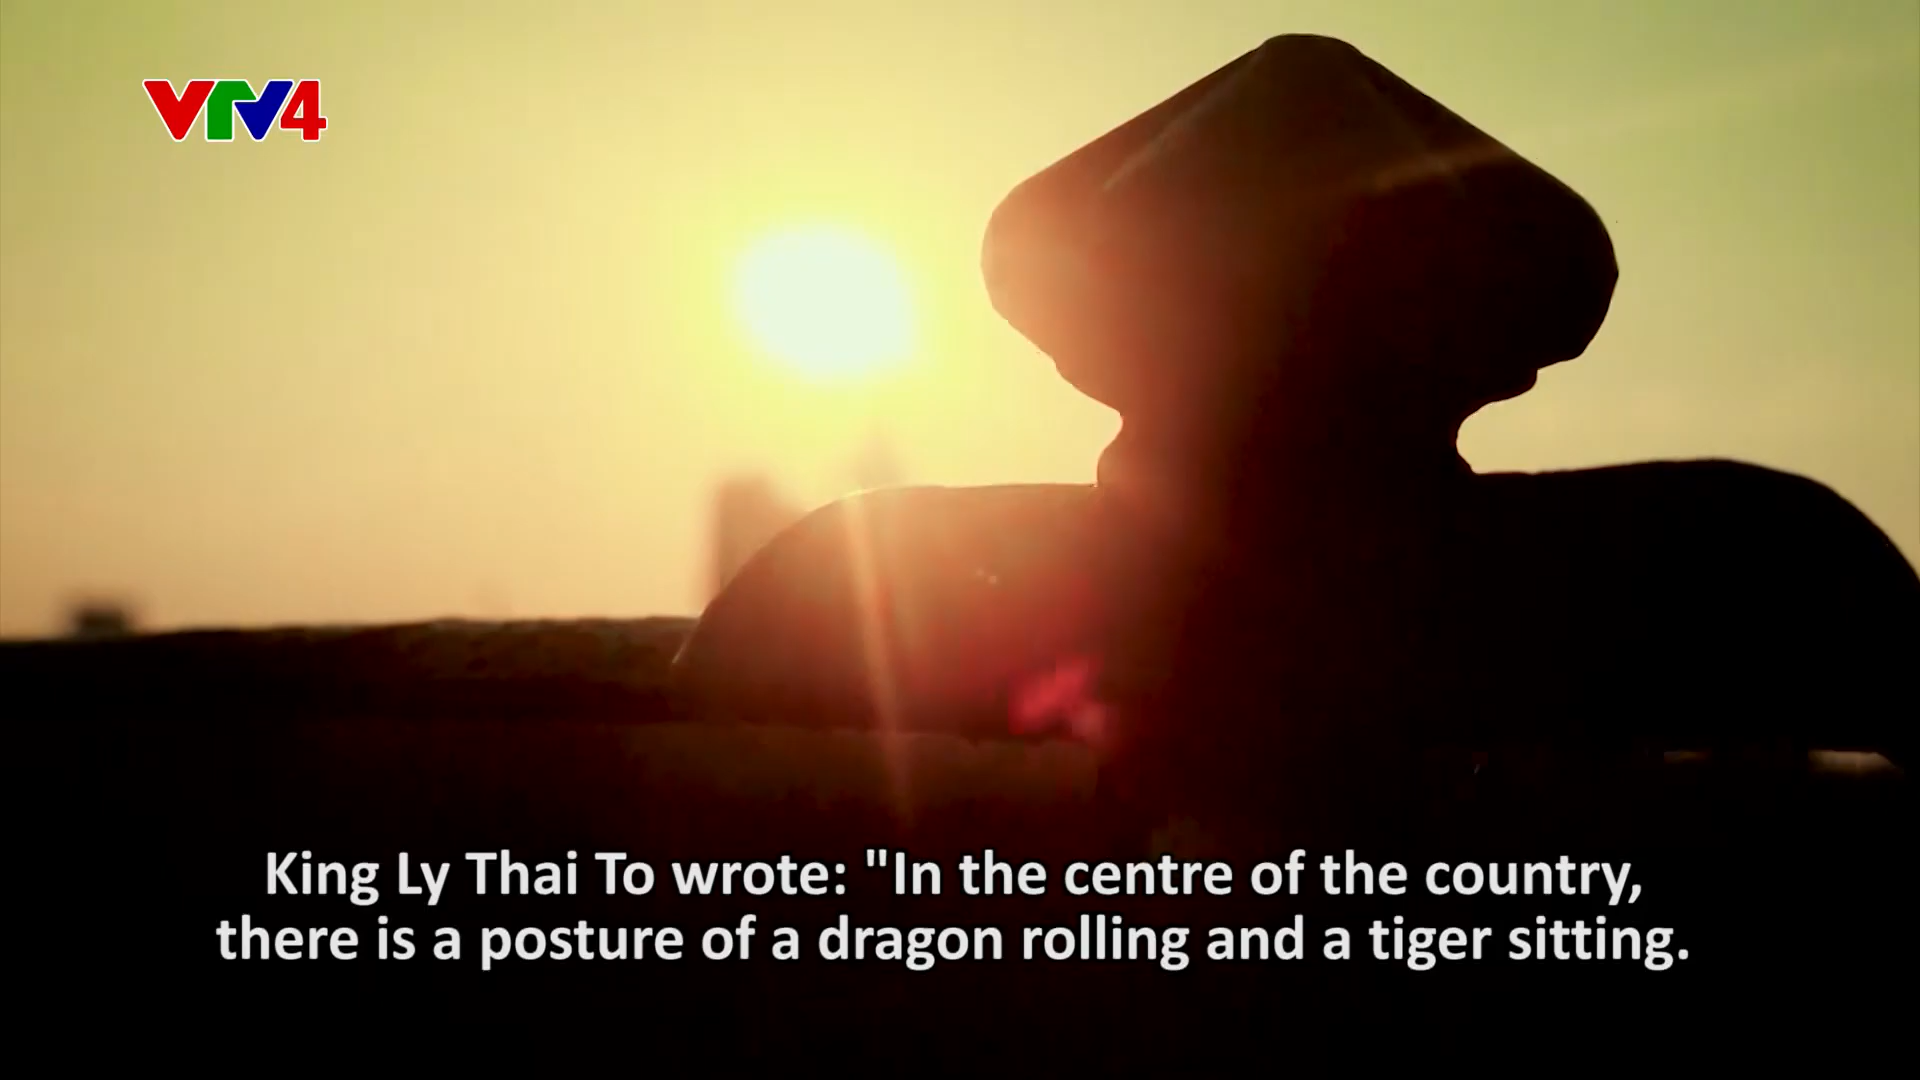 VTV4
King Ly Thai To wrote: "In the centre of the country,
there is a posture of a dragon rolling and a tiger sitting.